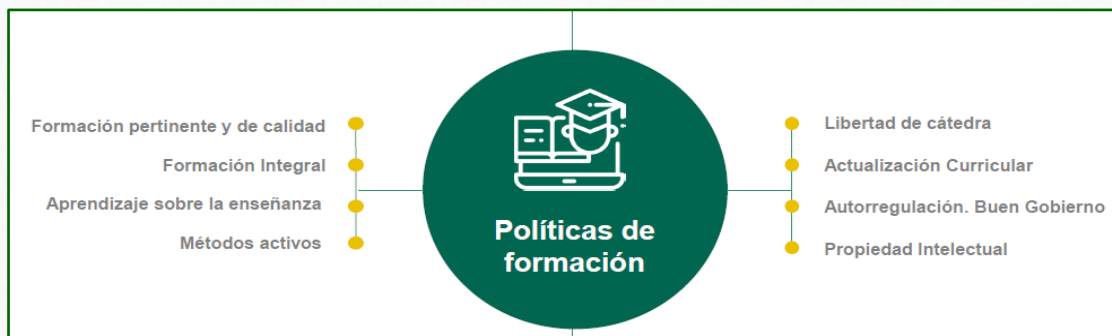 Formación pertinente y de calidad
Formación Integral
Aprendizaje sobre la enseñanza
Métodos activos
Políticas de
formación
Libertad de cátedra
Actualización Curricular
Autorregulación. Buen Gobierno
Propiedad Intelectual